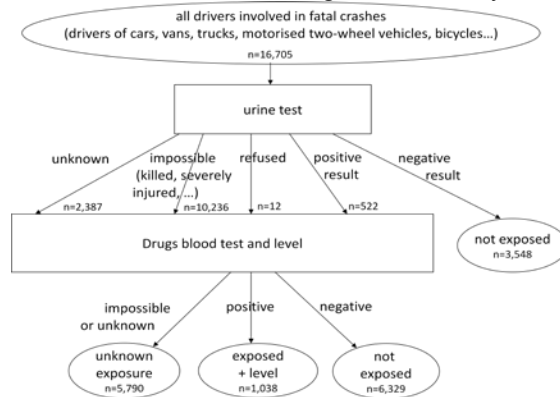 all drivers involved in fatal crashes
(drivers of cars, vans, trucks, motorised two-wheel vehicles, bicycles...)
n=16,705
urine test
unknown
impossible
(killed, severely
injured, ...)
refused
positive
result
negative
result
n=2,387
n=10,236
n=12
n=522
not exposed
n=3,548
Drugs blood test and level
impossible
or unknown
positive
negative
unknown
exposure
n=5,790
exposed
+ level
n=1,038
not
exposed
n=6,329